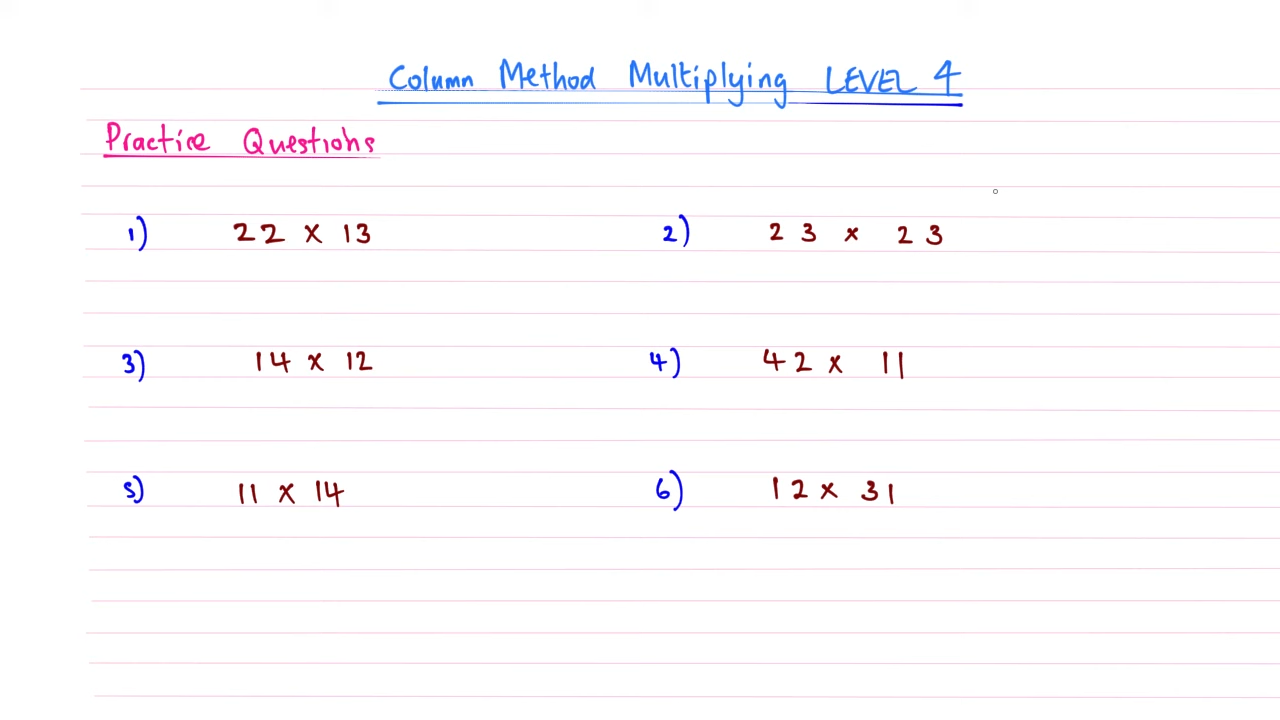 Column Method Multiplying LEVEL 4
Practice Questions
1) 22 x 13
2) 23 x 23
3) 14 x 12
4) 42 x 11
5) 11 x 14
6) 12 x 31